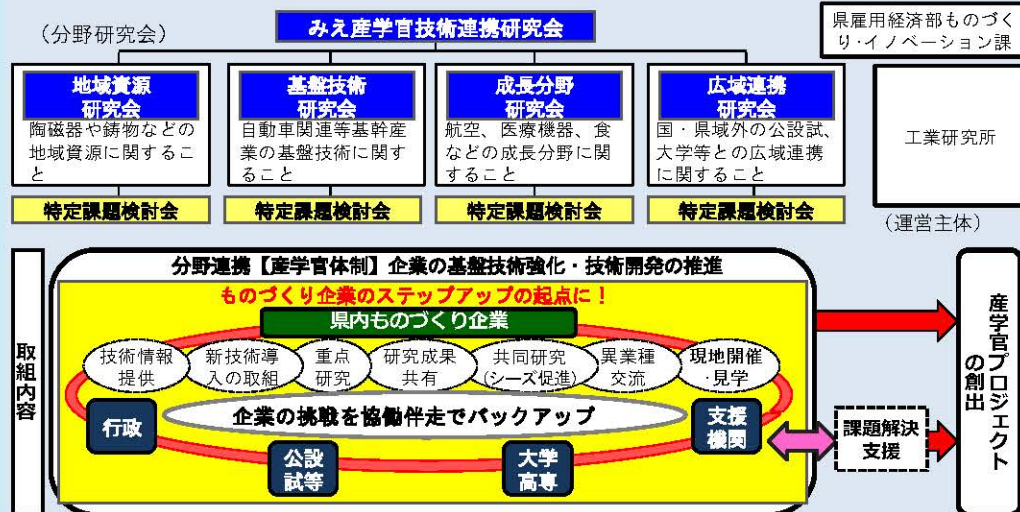 (分野研究会)
みえ産学官技術連携研究会
県雇用経済部ものづく
り・イノベーション課
地域資源
研究会
陶磁器や鋳物などの
地域資源に関するこ
と
特定課題検討会
基盤技術
研究会
自動車関連等基幹産
業の基盤技術に関す
ること
特定課題検討会
成長分野
研究会
航空、医療機器、食
などの成長分野に関
すること
特定課題検討会
広域連携
研究会
国・県域外の公設試、
大学等との広域連携
に関すること
特定課題検討会
工業研究所
(運営主体)
取組内容
分野連携【産学官体制】企業の基盤技術強化・技術開発の推進
ものづくり企業のステップアップの起点に!
県内ものづくり企業
技術情報
提供
新技術導
入の取組
重点
研究
研究成果
共有
共同研究
(シーズ促進)
異業種
交流
現地開催
・見学
企業の挑戦を協働伴走でバックアップ
行政
公設
試等
大学
高専
支援
機関
課題解決
支援
産学官プロジェクト
の創出